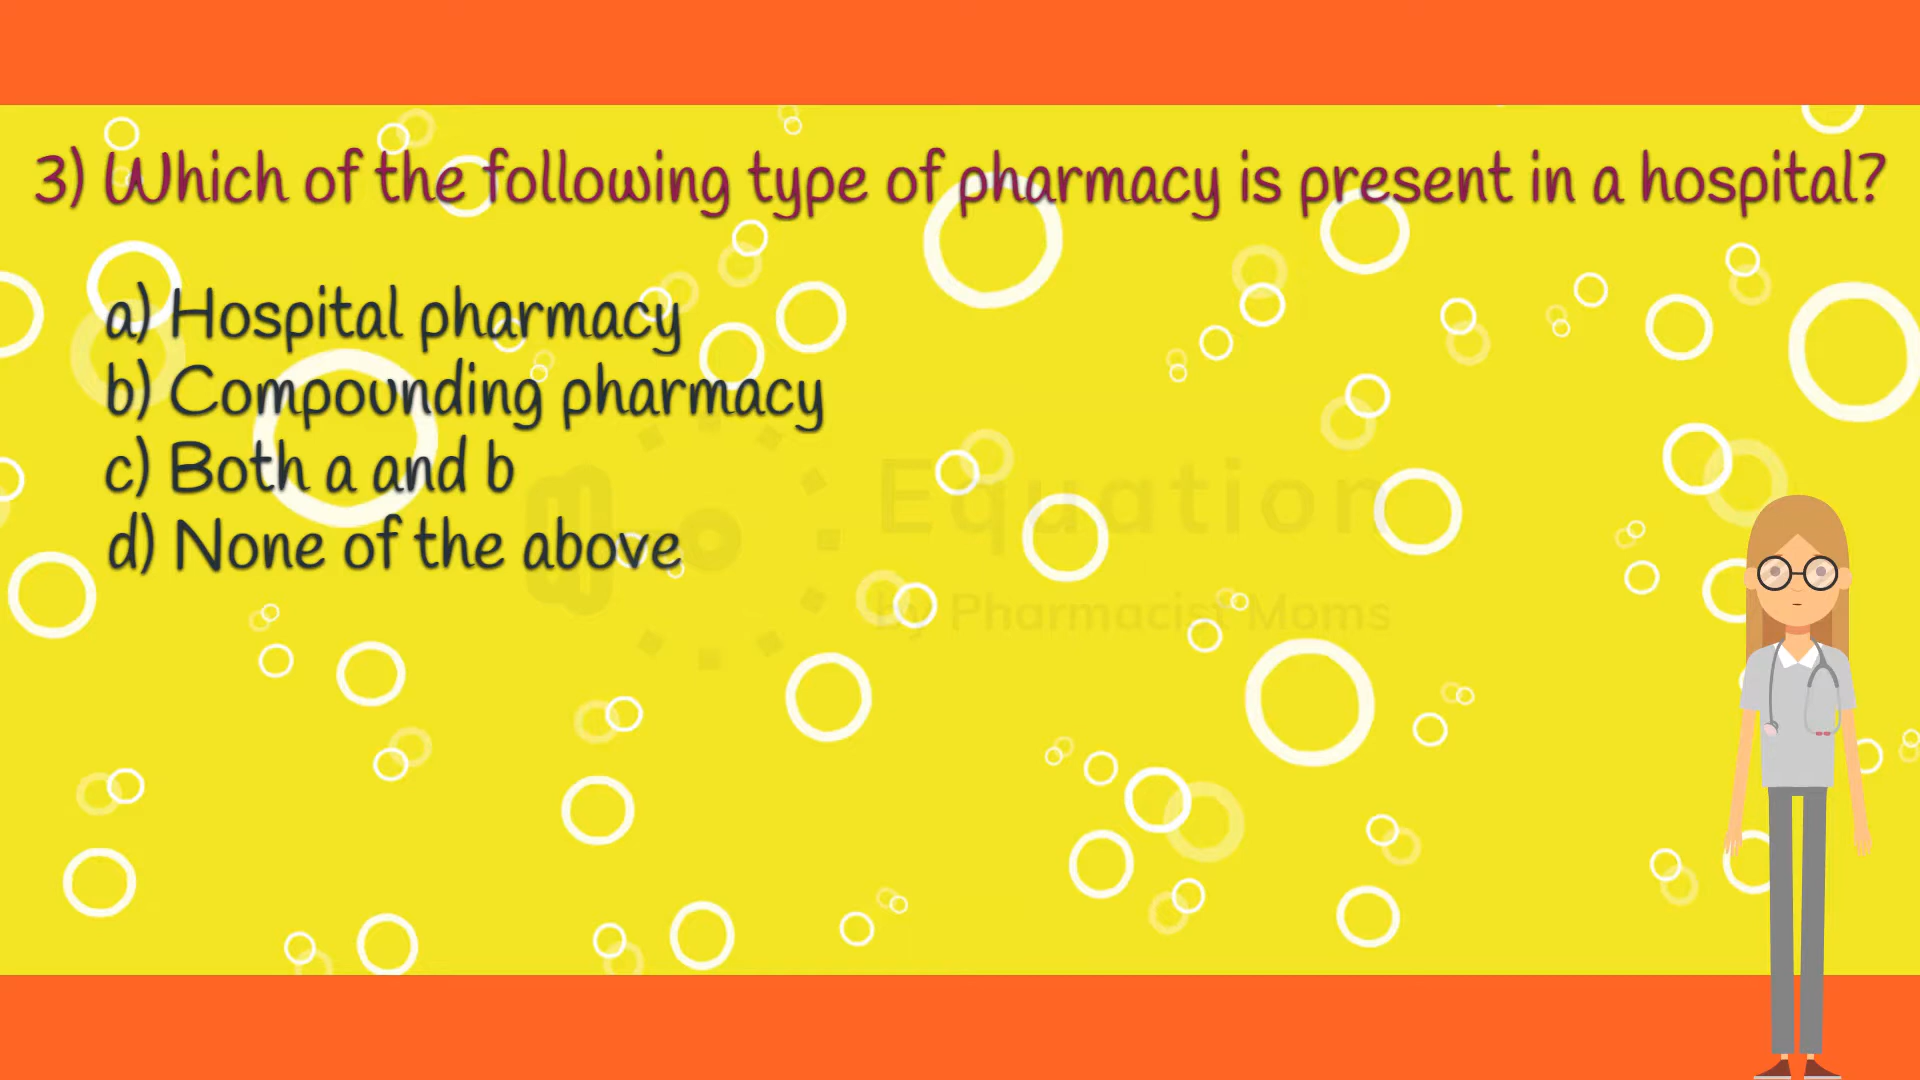 3) Which of the following type of pharmacy is present in a hospital?
a) Hospital pharmacy
b) Compounding pharmacy
c) Both a and b
d) None of the above
Equation
by Pharmacist Moms